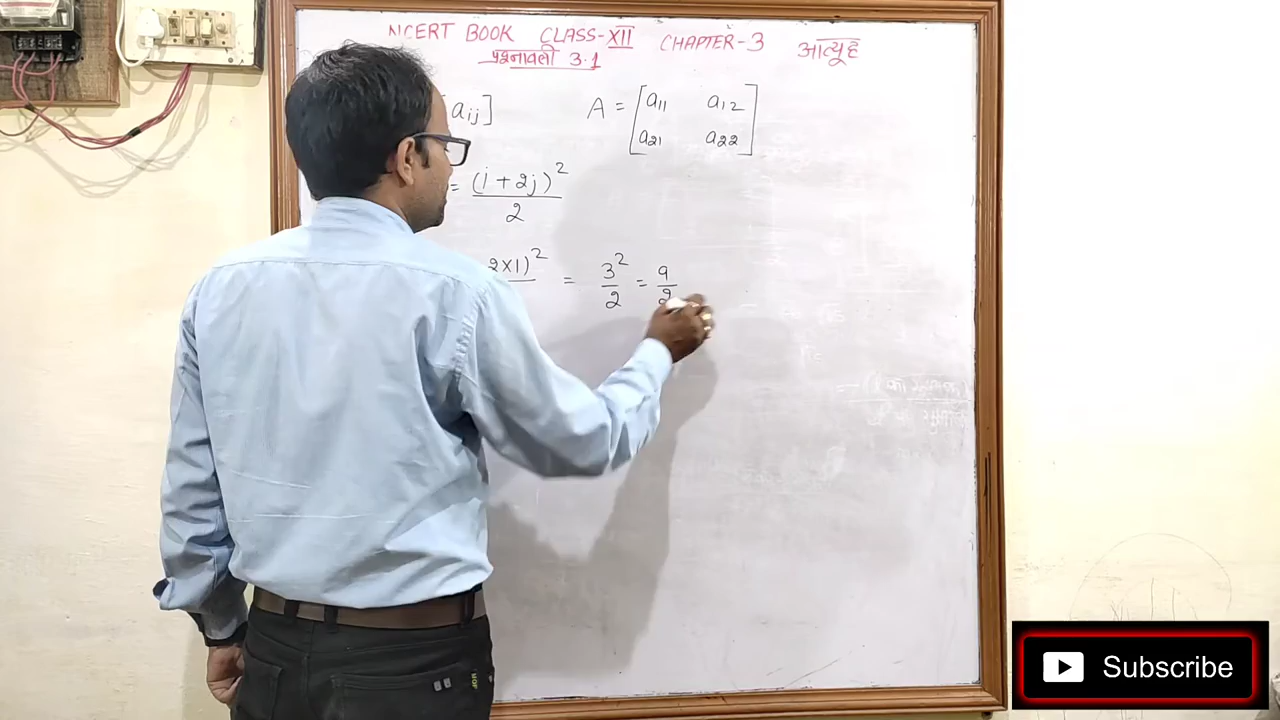 NCERT BOOK CLASS-XII CHAPTER-3 आव्यूह
प्रश्नावली 3.1
[aij] A = [a11 a12
a21 a22]
= (i + 2j)²
2
2×1)² = 3² = 9
2 2
Subscribe